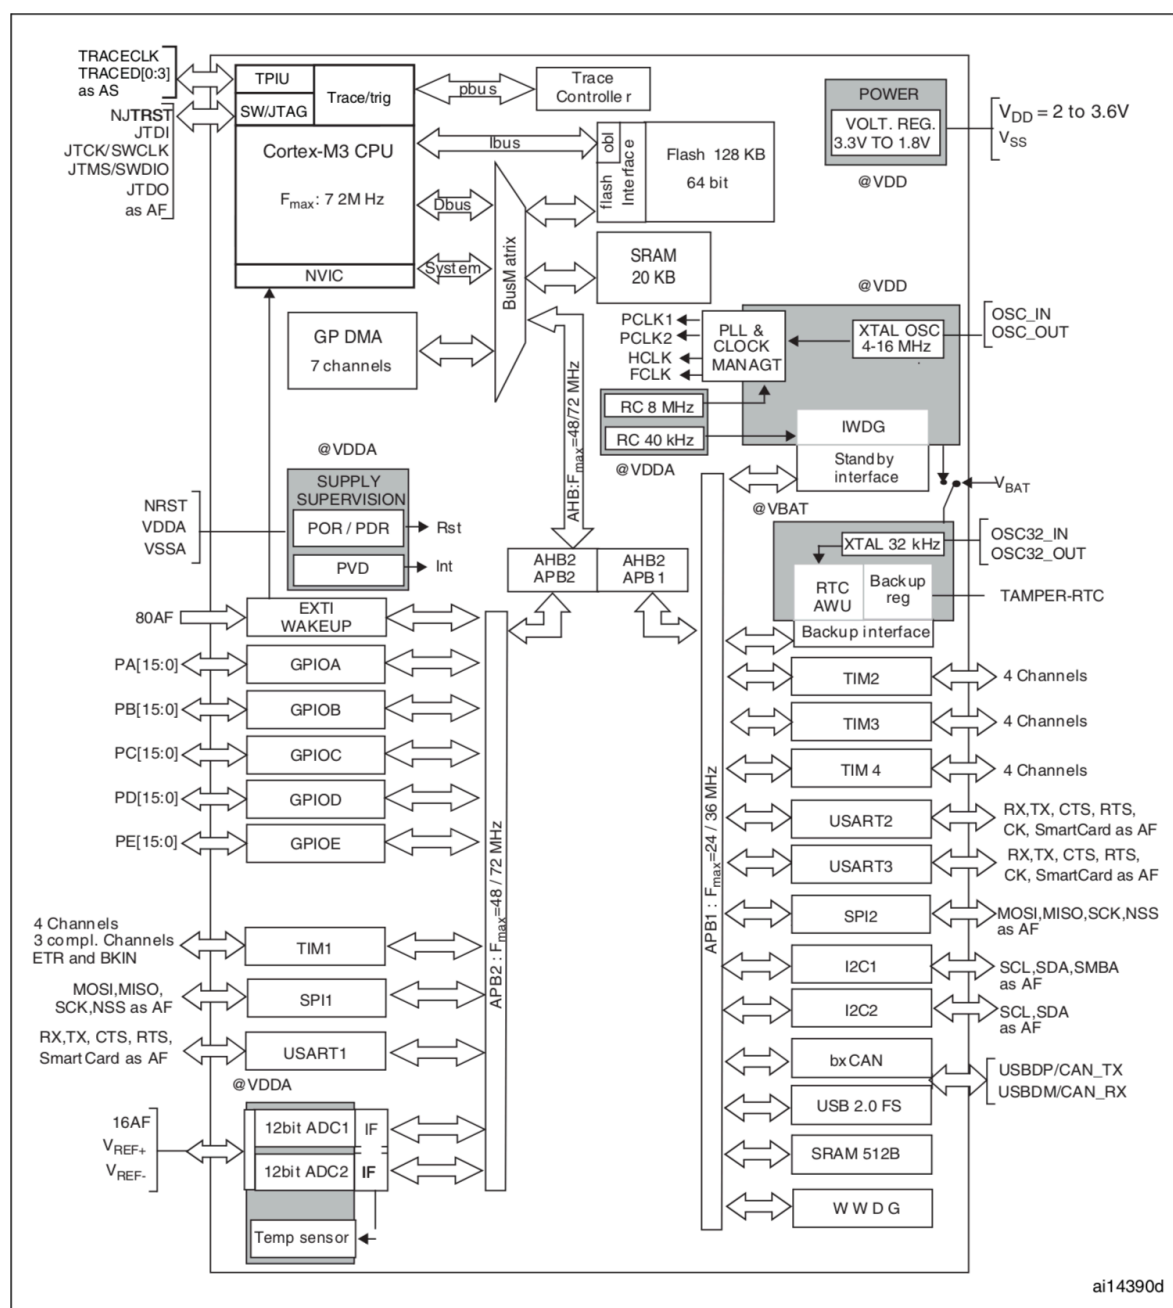 TRACECLK
TRACED[0:3]
as AS
NJTRST
JTDI
JTCK/SWCLK
JTMS/SWDIO
JTDO
as AF
TPIU
SW/JTAG
Trace/trig
Cortex-M3 CPU
Fmax: 7 2M Hz
NVIC
pbus
Trace
Controlle r
Ibus
Dbus
System
BusM atrix
flash
obl
Interface
Flash 128 KB
64 bit
SRAM
20 KB
POWER
VOLT. REG.
3.3V TO 1.8V
@VDD
VDD = 2 to 3.6V
VSS
GP DMA
7 channels
AHB:Fmax=48/72 MHz
@VDD
PCLK1
PCLK2
HCLK
FCLK
PLL &
CLOCK
MANAGT
XTAL OSC
4-16 MHz
OSC_IN
OSC_OUT
RC 8 MHz
RC 40 kHz
@VDDA
IWDG
Stand by
interface
VBAT
@VBAT
XTAL 32 kHz
OSC32_IN
OSC32_OUT
RTC
AWU
Backup
reg
TAMPER-RTC
Backup interface
@VDDA
SUPPLY
SUPERVISION
POR / PDR
Rst
PVD
Int
NRST
VDDA
VSSA
AHB2
APB2
AHB2
APB 1
80AF
EXTI
WAKEUP
PA[15:0]
GPIOA
PB[15:0]
GPIOB
PC[15:0]
GPIOC
PD[15:0]
GPIOD
PE[15:0]
GPIOE
4 Channels
3 compl. Channels
ETR and BKIN
TIM1
MOSI,MISO,
SCK,NSS as AF
SPI1
RX,TX, CTS, RTS,
SmartCard as AF
USART1
@VDDA
16AF
VREF+
VREF-
12bit ADC1
IF
12bit ADC2
IF
Temp sensor
APB2 : Fmax=48 / 72 MHz
APB1 : Fmax=24 / 36 MHz
TIM2
4 Channels
TIM3
4 Channels
TIM 4
4 Channels
USART2
RX,TX, CTS, RTS,
CK, SmartCard as AF
USART3
RX,TX, CTS, RTS,
CK, SmartCard as AF
SPI2
MOSI,MISO,SCK,NSS
as AF
I2C1
SCL,SDA,SMBA
as AF
I2C2
SCL,SDA
as AF
bxCAN
USBDP/CAN_TX
USBDM/CAN_RX
USB 2.0 FS
SRAM 512B
W W D G
ai14390d